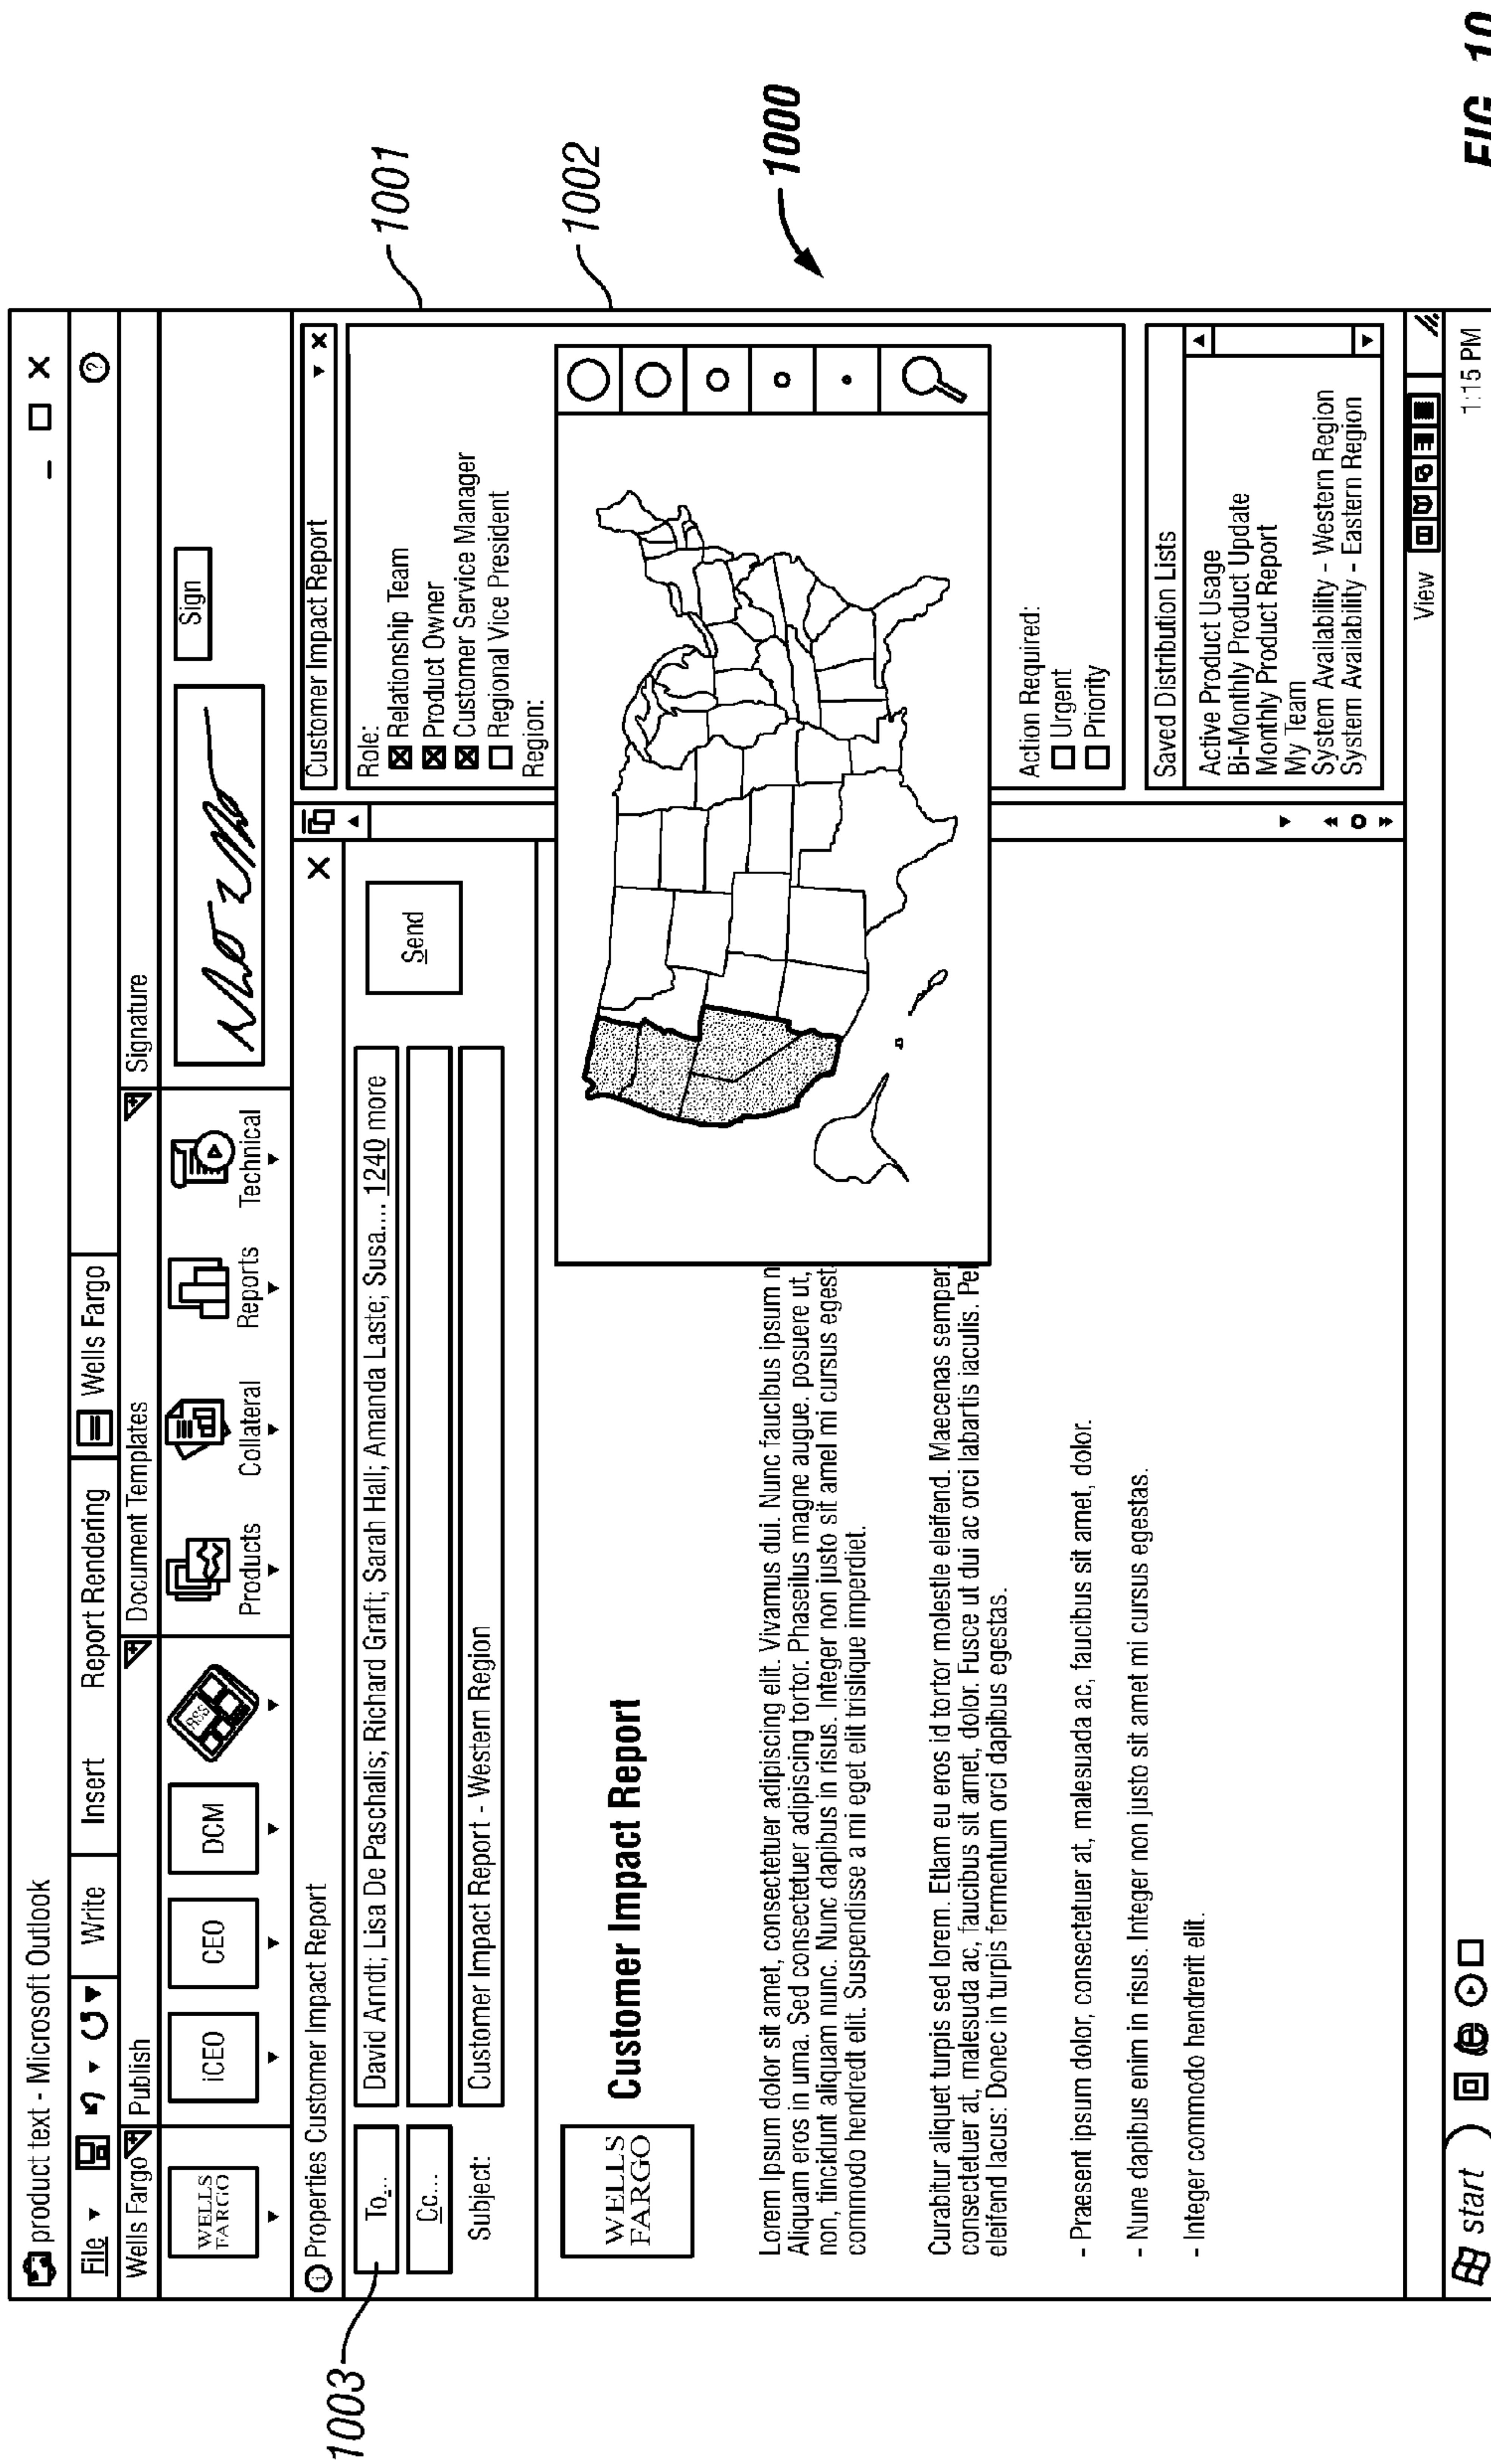 product text - Microsoft Outlook
File Write Insert Report Rendering Wells Fargo
Wells Fargo Publish Document Templates Signature
WELLS
FARGO
iCEO CEO DCM RSS Products Collateral Reports Technical Sign
Properties Customer Impact Report
To... David Arndt; Lisa De Paschalis; Richard Graft; Sarah Hall; Amanda Laste; Susa.... 1240 more
Cc...
Subject: Customer Impact Report - Western Region
Send
WELLS
FARGO
Customer Impact Report
Lorem Ipsum dolor sit amet, consectetuer adipiscing elit. Vivamus dui. Nunc faucibus ipsum n
Aliquam eros in uma. Sed consectetuer adipiscing tortor. Phaseilus magne augue. posuere ut,
non, tincidunt aliquam nunc. Nunc dapibus in risus. Integer non justo sit amel mi cursus egest
commodo hendredt elit. Suspendisse a mi eget elit trislique imperdiet.
Curabitur aliquet turpis sed lorem. Etlam eu eros id tortor molestle eleifend. Maecenas semper,
consectetuer at, malesuda ac, faucibus sit amet, dolor. Fusce ut dui ac orci labartis iaculis. Pel
eleifend lacus: Donec in turpis fermentum orci dapibus egestas.
- Praesent ipsum dolor, consectetuer at, malesuada ac, faucibus sit amet, dolor.
- Nune dapibus enim in risus. Integer non justo sit amet mi cursus egestas.
- Integer commodo hendrerit elit.
Customer Impact Report
Role:
Relationship Team
Product Owner
Customer Service Manager
Regional Vice President
Region:
Action Required:
Urgent
Priority
Saved Distribution Lists
Active Product Usage
Bi-Monthly Product Update
Monthly Product Report
My Team
System Availability - Western Region
System Availability - Eastern Region
View
start 1:15 PM
1001
1002
1000
1003
FIG. 10